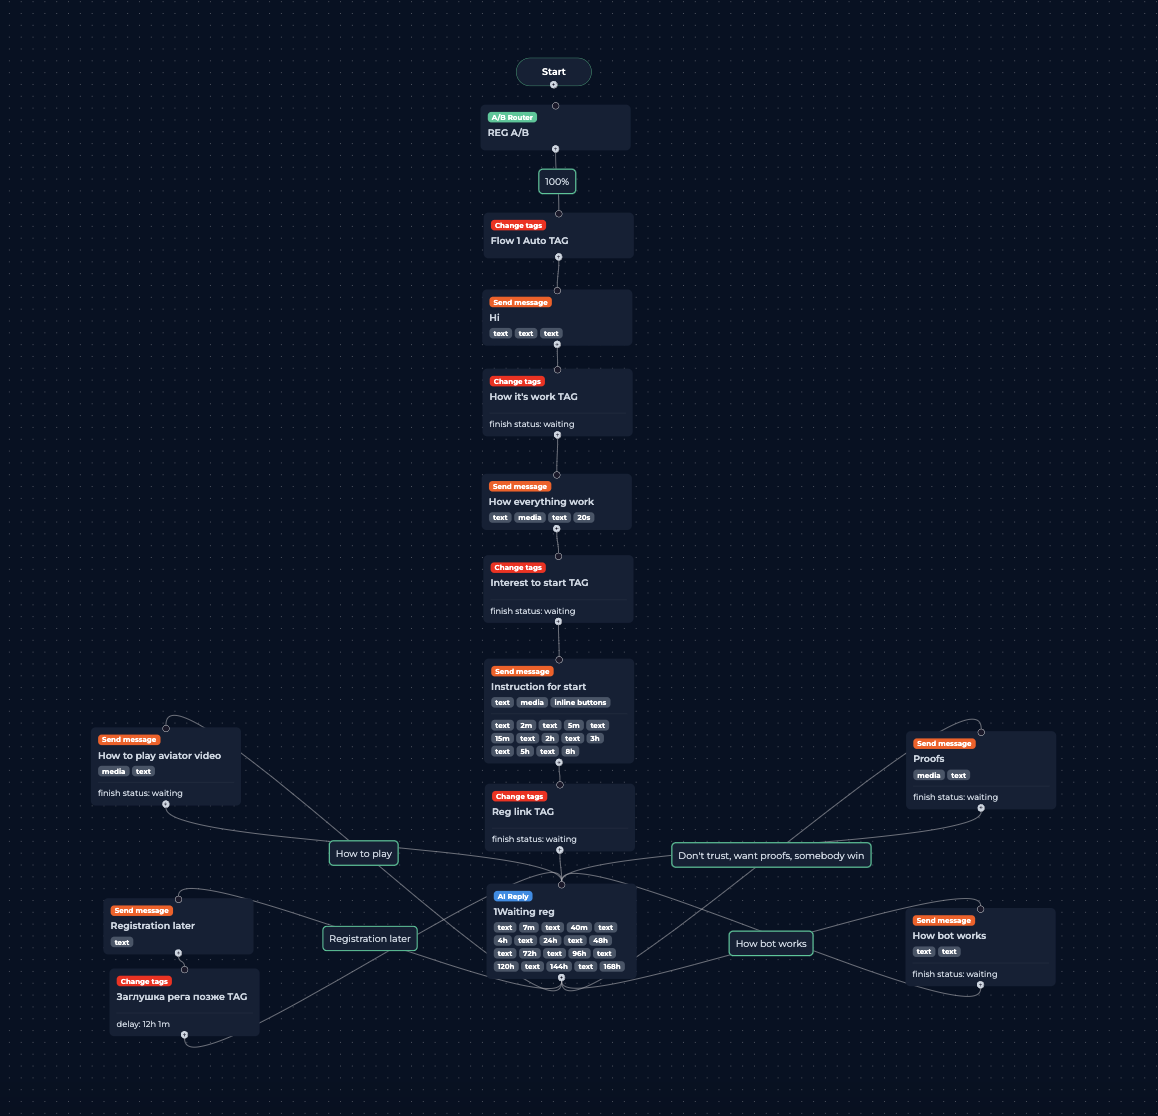 Start
A/B Router
REG A/B
100%
Change tags
Flow 1 Auto TAG
Send message
Hi
text text text
Change tags
How it's work TAG
finish status: waiting
Send message
How everything work
text media text 20s
Change tags
Interest to start TAG
finish status: waiting
Send message
Instruction for start
text media inline buttons
text 2m text 5m text
15m text 2h text 3h
text 5h text 8h
Send message
How to play aviator video
media text
finish status: waiting
Send message
Proofs
media text
finish status: waiting
Change tags
Reg link TAG
finish status: waiting
How to play
Don't trust, want proofs, somebody win
AI Reply
1Waiting reg
text 7m text 40m text
4h text 24h text 48h
text 72h text 96h text
120h text 144h text 168h
Send message
Registration later
text
Registration later
How bot works
Send message
How bot works
text text
finish status: waiting
Change tags
Заглушка рега позже TAG
delay: 12h 1m